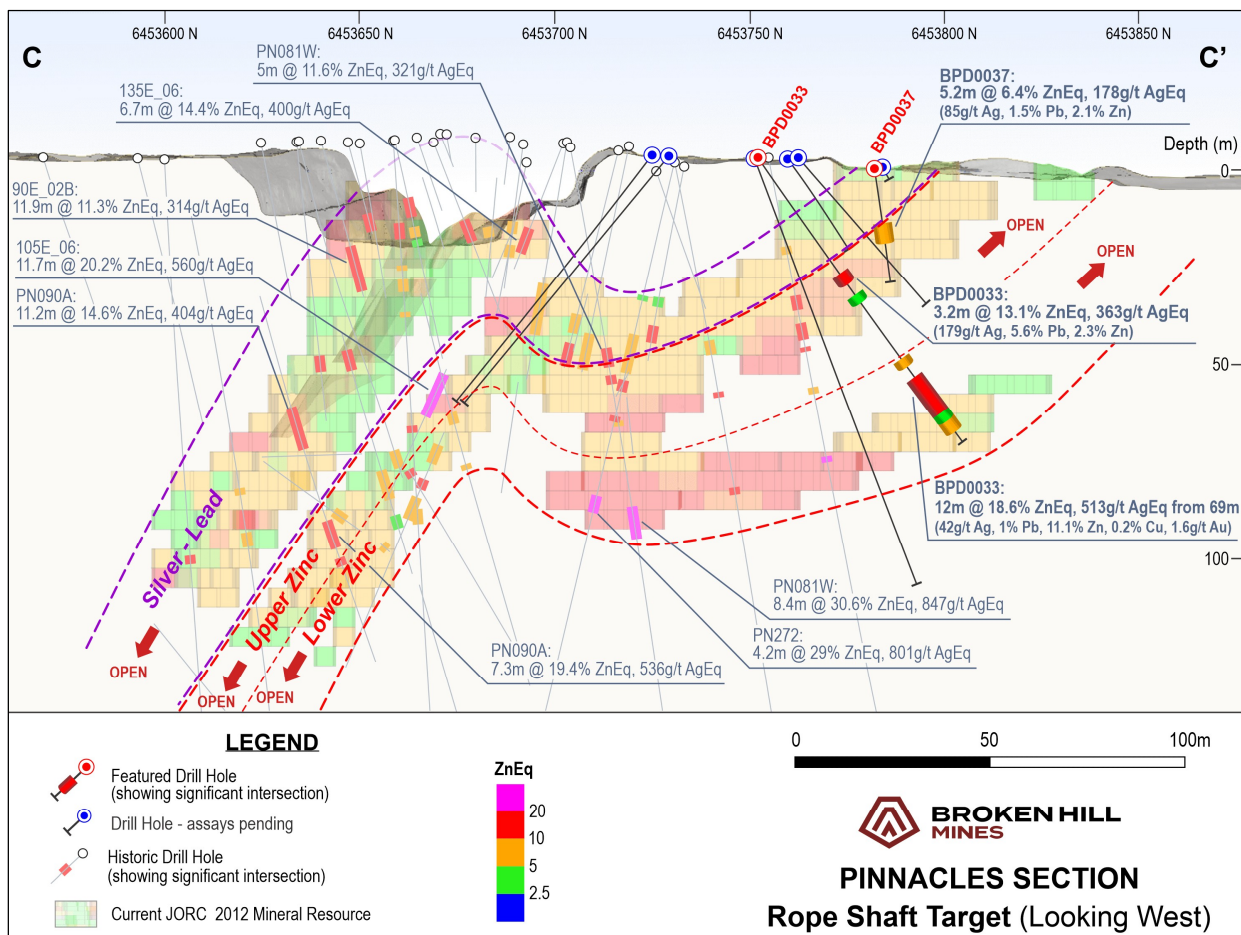 6453600 N
6453650 N
6453700 N
6453750 N
6453800 N
6453850 N
C
C'
PN081W:
5m @ 11.6% ZnEq, 321g/t AgEq
135E_06:
6.7m @ 14.4% ZnEq, 400g/t AgEq
90E_02B:
11.9m @ 11.3% ZnEq, 314g/t AgEq
105E_06:
11.7m @ 20.2% ZnEq, 560g/t AgEq
PN090A:
11.2m @ 14.6% ZnEq, 404g/t AgEq
BPD0033
BPD0037
BPD0037:
5.2m @ 6.4% ZnEq, 178g/t AgEq
(85g/t Ag, 1.5% Pb, 2.1% Zn)
Depth (m)
0
50
100
OPEN
OPEN
BPD0033:
3.2m @ 13.1% ZnEq, 363g/t AgEq
(179g/t Ag, 5.6% Pb, 2.3% Zn)
BPD0033:
12m @ 18.6% ZnEq, 513g/t AgEq from 69m
(42g/t Ag, 1% Pb, 11.1% Zn, 0.2% Cu, 1.6g/t Au)
PN081W:
8.4m @ 30.6% ZnEq, 847g/t AgEq
PN272:
4.2m @ 29% ZnEq, 801g/t AgEq
PN090A:
7.3m @ 19.4% ZnEq, 536g/t AgEq
Silver - Lead
Upper Zinc
Lower Zinc
OPEN
OPEN
OPEN
LEGEND
Featured Drill Hole
(showing significant intersection)
Drill Hole - assays pending
Historic Drill Hole
(showing significant intersection)
Current JORC 2012 Mineral Resource
ZnEq
20
10
5
2.5
0
50
100m
BROKEN HILL
MINES
PINNACLES SECTION
Rope Shaft Target (Looking West)